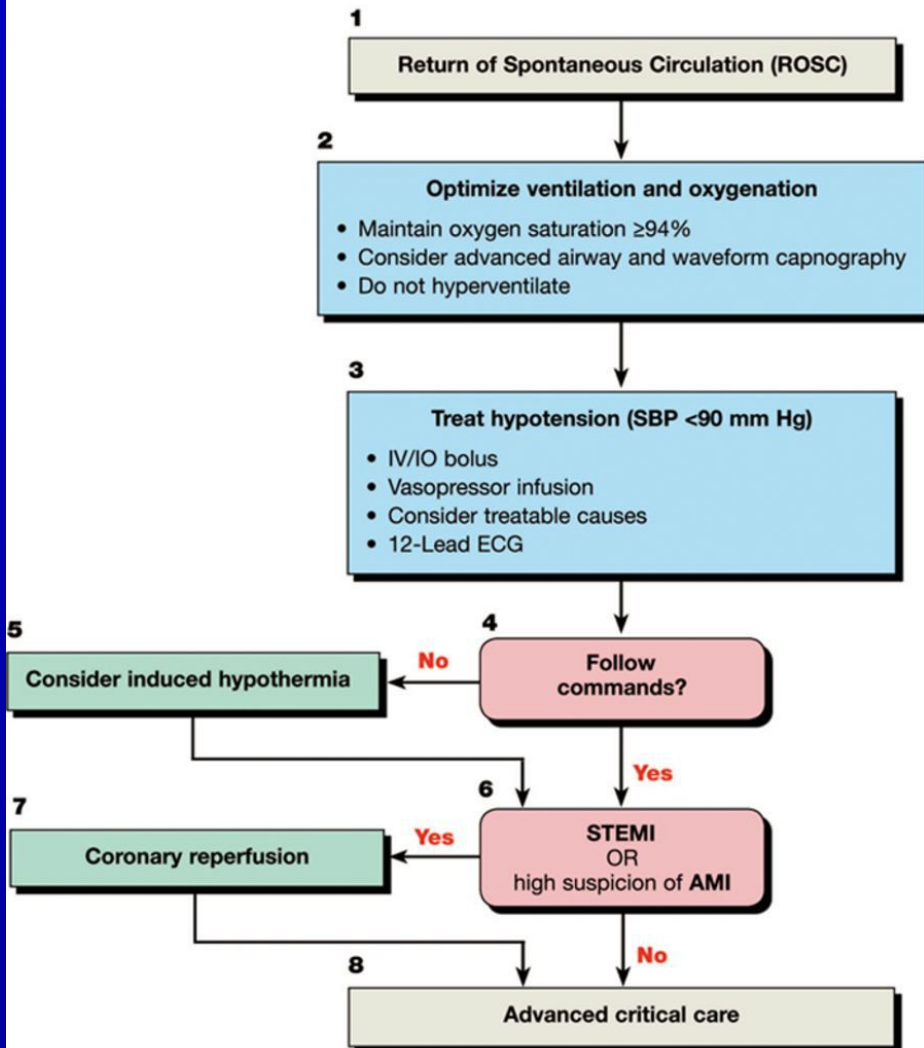 1
Return of Spontaneous Circulation (ROSC)
2
Optimize ventilation and oxygenation
• Maintain oxygen saturation ≥94%
• Consider advanced airway and waveform capnography
• Do not hyperventilate
3
Treat hypotension (SBP <90 mm Hg)
• IV/IO bolus
• Vasopressor infusion
• Consider treatable causes
• 12-Lead ECG
4
Follow
commands?
No
5
Consider induced hypothermia
Yes
6
STEMI
OR
high suspicion of AMI
Yes
7
Coronary reperfusion
No
8
Advanced critical care